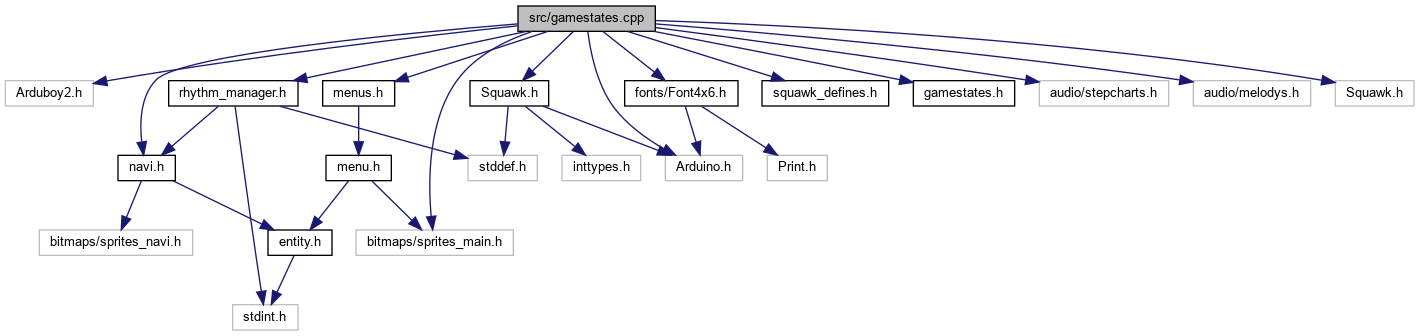 src/gamestates.cpp
Arduboy2.h
rhythm_manager.h
menus.h
Squawk.h
fonts/Font4x6.h
squawk_defines.h
gamestates.h
audio/stepcharts.h
audio/melodys.h
Squawk.h
navi.h
menu.h
stddef.h
inttypes.h
Arduino.h
Print.h
bitmaps/sprites_navi.h
entity.h
bitmaps/sprites_main.h
stdint.h